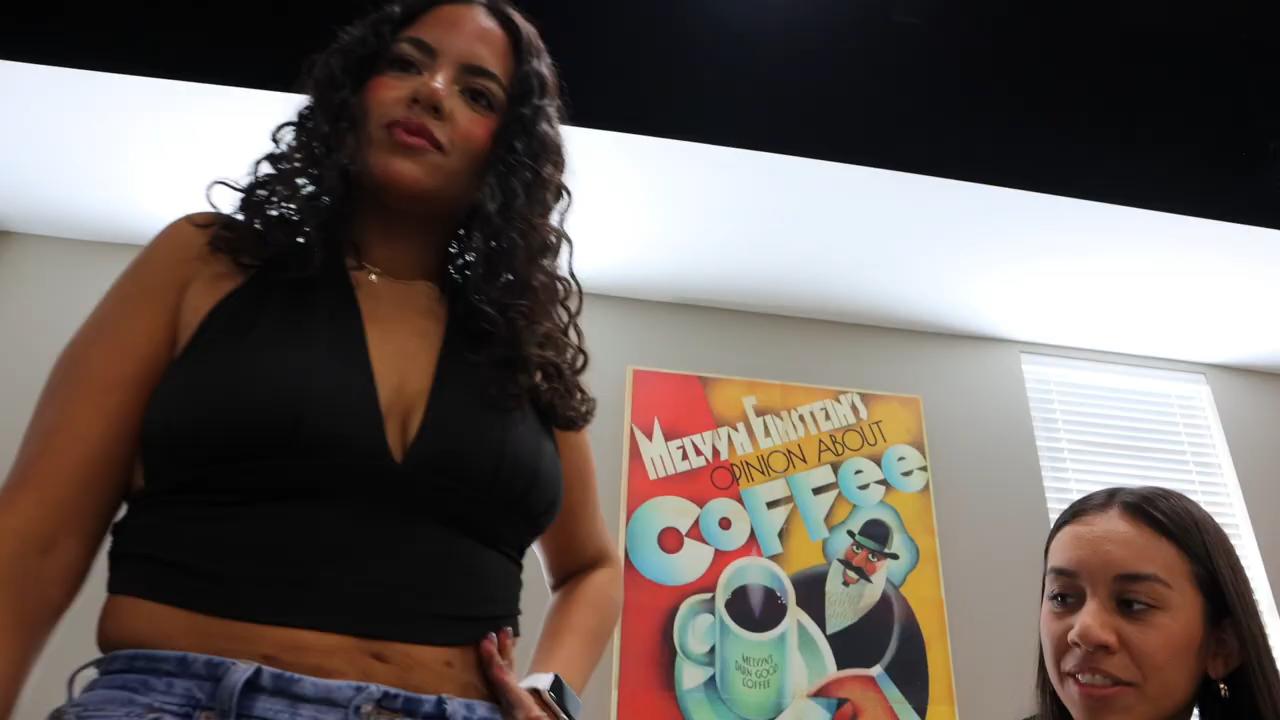 MELVYN EINSTEIN'S
OPINION ABOUT
COFFEE
MELVYN'S
DARN GOOD
COFFEE